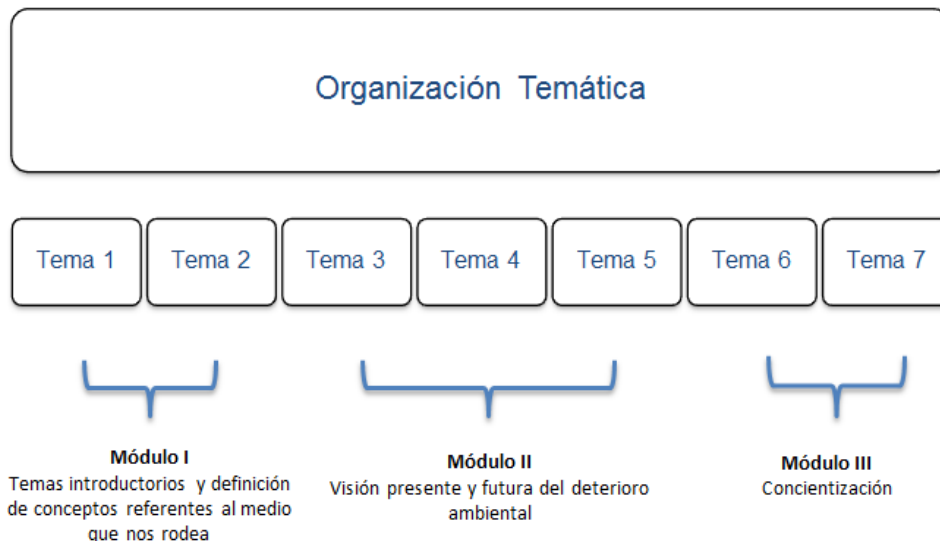 Organización Temática
Tema 1
Tema 2
Tema 3
Tema 4
Tema 5
Tema 6
Tema 7
Módulo I
Temas introductorios y definición
de conceptos referentes al medio
que nos rodea
Módulo II
Visión presente y futura del deterioro
ambiental
Módulo III
Concientización